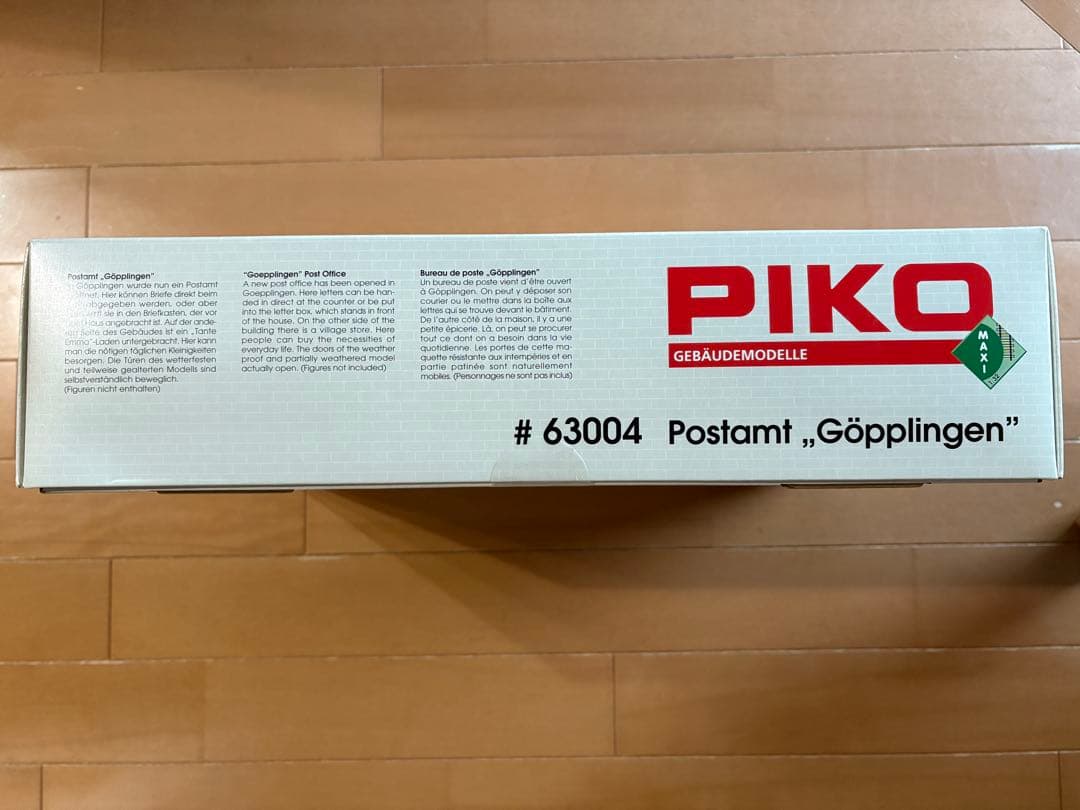 Postamt „Göpplingen"
Göpplingen wurde nun ein Postamt
Hier können Briefe direkt beim
abgegeben werden, oder aber
sie in den Briefkasten, der vor
Haus angebracht ist. Auf der ande-
Seite des Gebäudes ist ein „Tante
Emma"-Laden untergebracht. Hier kann
man die nötigen täglichen Kleinigkeiten
besorgen. Die Türen des wetterfesten
und teilweise gealterten Modells sind
selbstverständlich beweglich.
(Figuren nicht enthalten)
"Goepplingen" Post Office
A new post office has been opened in
Goepplingen. Here letters can be han-
ded in direct at the counter or be put
into the letter box, which stands in front
of the house. On the other side of the
building there is a village store. Here
people can buy the necessities of
everyday life. The doors of the weather
proof and partially weathered model
actually open. (Figures not included)
Bureau de poste „Göpplingen"
Un bureau de poste vient d'être ouvert
à Göpplingen. On peut y déposer son
courier ou le mettre dans la boîte aux
lettres qui se trouve devant le bâtiment.
De l'autre côté de la maison, il y a une
petite épicerie. Là, on peut se procurer
tout ce dont on a besoin dans la vie
quotidienne. Les portes de cette ma-
quette résistante aux intempéries et en
partie patinée sont naturellement
mobiles. (Personnages ne sont pas inclus)
PIKO
GEBÄUDEMODELLE
MAXI
1:32
# 63004 Postamt „Göpplingen”